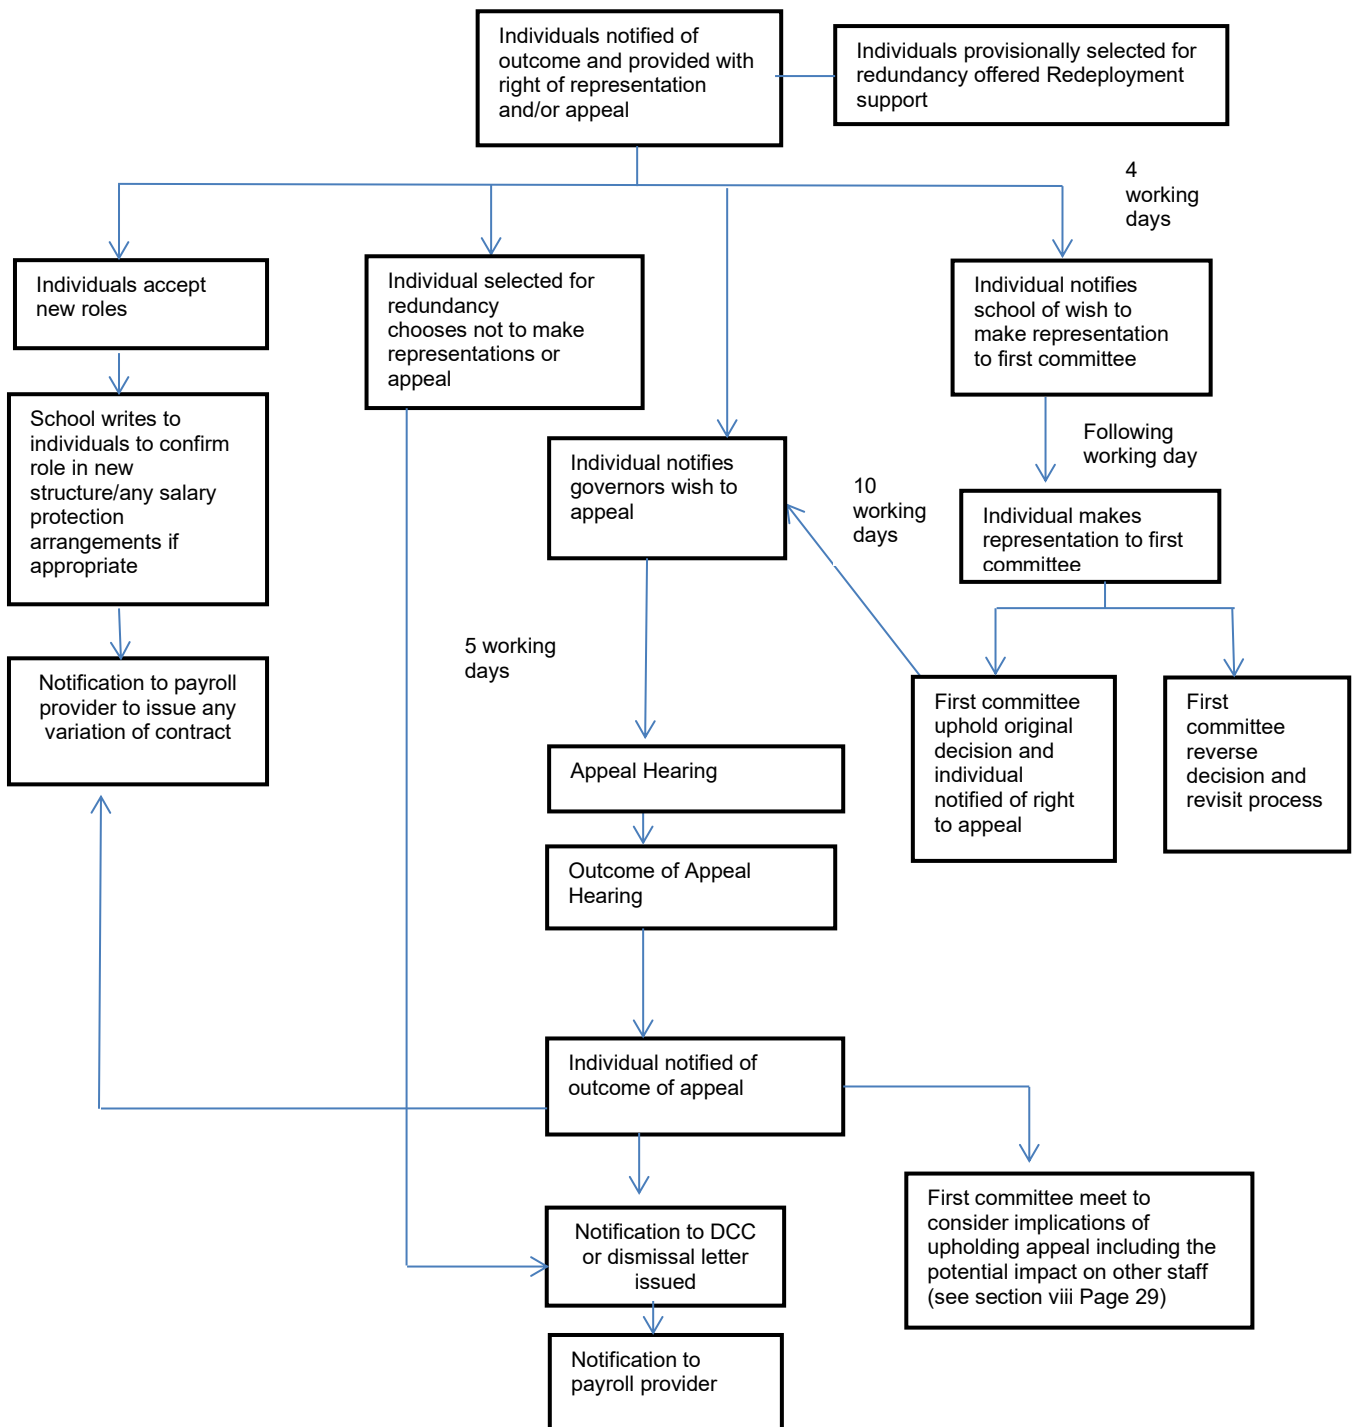 Individuals notified of
outcome and provided with
right of representation
and/or appeal
Individuals provisionally selected for
redundancy offered Redeployment
support
4
working
days
Individuals accept
new roles
Individual selected for
redundancy
chooses not to make
representations or
appeal
Individual notifies
school of wish to
make representation
to first committee
School writes to
individuals to confirm
role in new
structure/any salary
protection
arrangements if
appropriate
Following
working day
Individual notifies
governors wish to
appeal
10
working
days
Individual makes
representation to first
committee
5 working
days
Notification to payroll
provider to issue any
variation of contract
First committee
uphold original
decision and
individual
notified of right
to appeal
First
committee
reverse
decision and
revisit process
Appeal Hearing
Outcome of Appeal
Hearing
Individual notified of
outcome of appeal
First committee meet to
consider implications of
upholding appeal including the
potential impact on other staff
(see section viii Page 29)
Notification to DCC
or dismissal letter
issued
Notification to
payroll provider